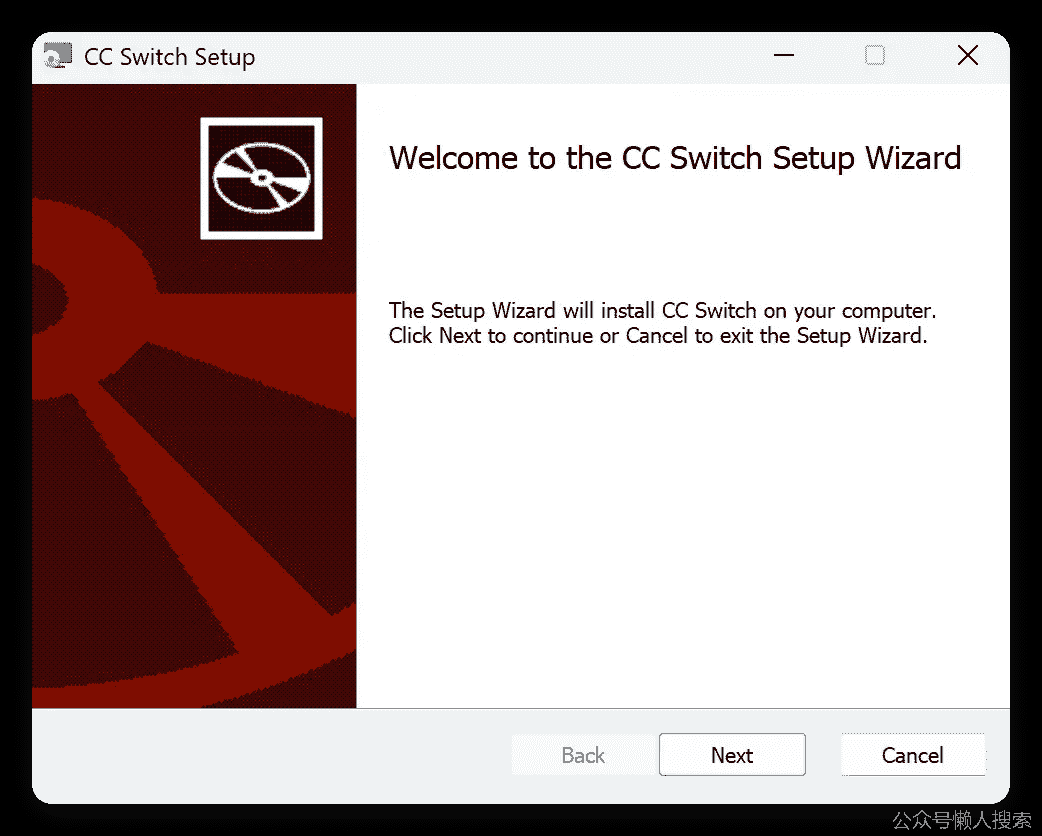 CC Switch Setup
Welcome to the CC Switch Setup Wizard
The Setup Wizard will install CC Switch on your computer.
Click Next to continue or Cancel to exit the Setup Wizard.
Back
Next
Cancel
公众号懒人搜索